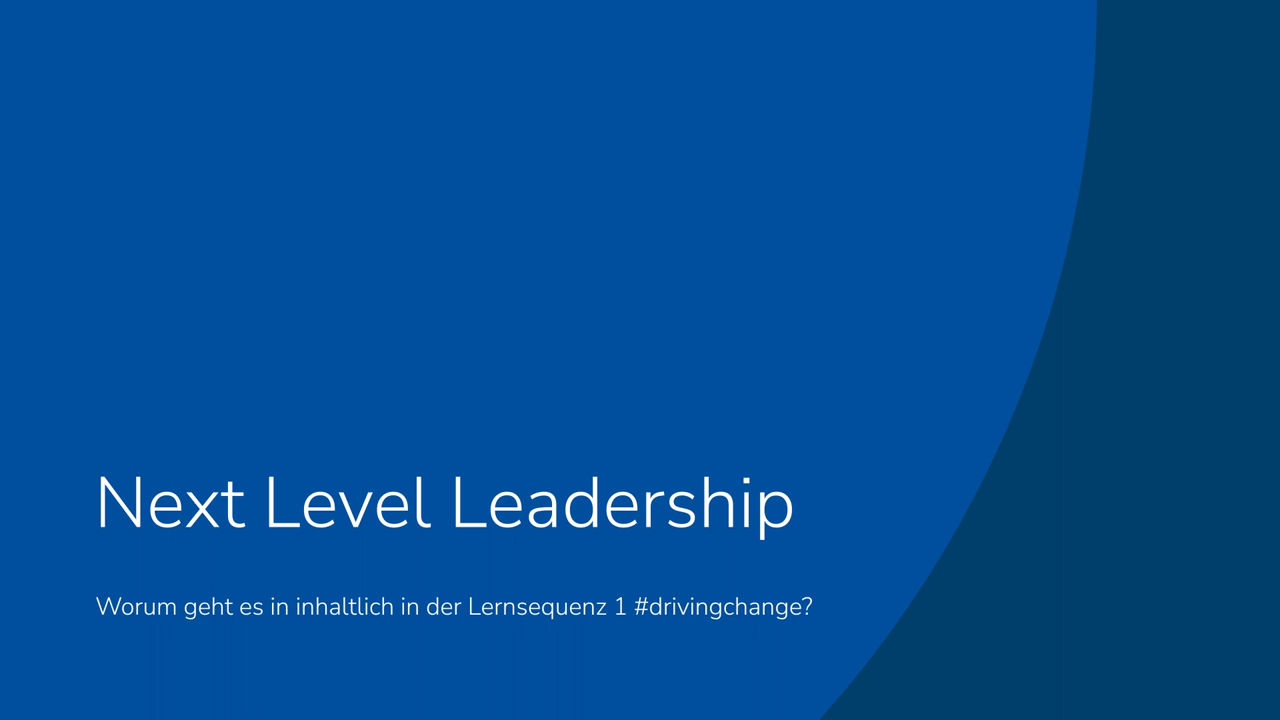 Next Level Leadership
Worum geht es in inhaltlich in der Lernsequenz 1 #drivingchange?